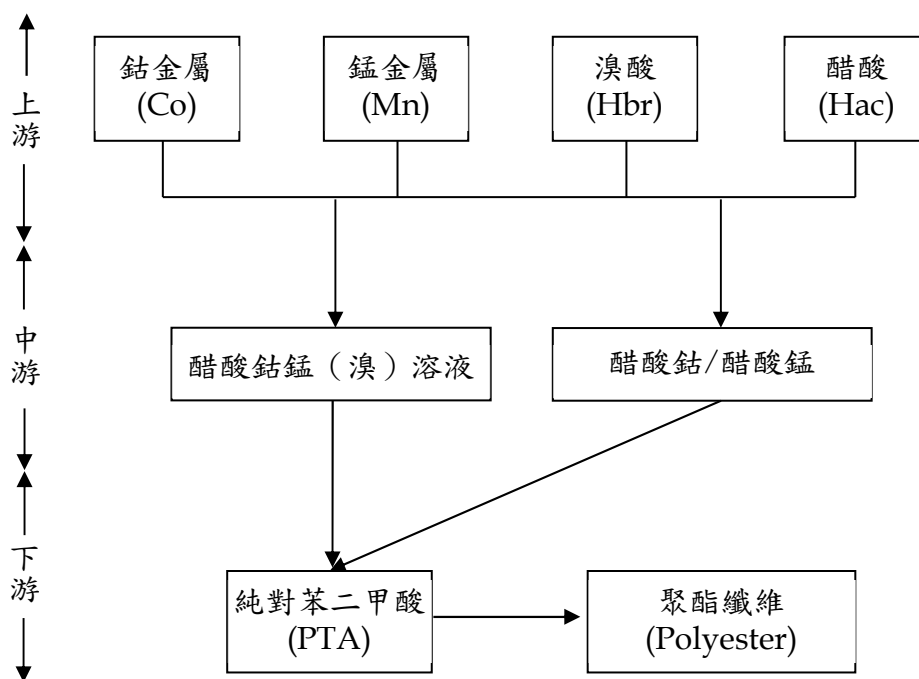 上游
鈷金屬
(Co)
錳金屬
(Mn)
溴酸
(Hbr)
醋酸
(Hac)
中游
醋酸鈷錳（溴）溶液
醋酸鈷/醋酸錳
下游
純對苯二甲酸
(PTA)
聚酯纖維
(Polyester)